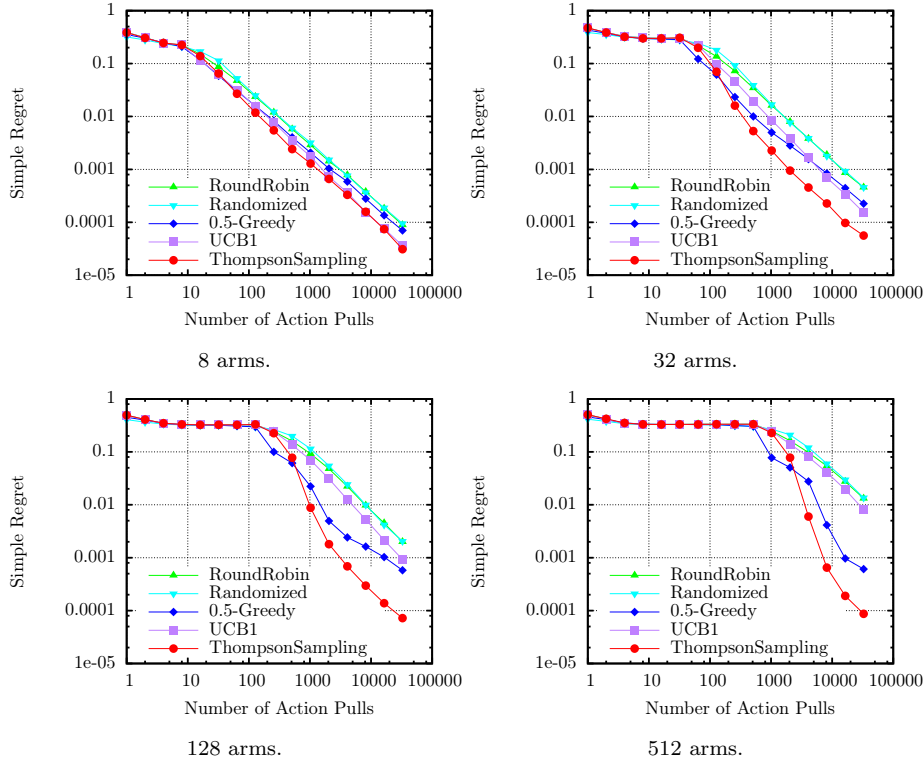 1
0.1
0.01
0.001
0.0001
1e-05
Simple Regret
RoundRobin
Randomized
0.5-Greedy
UCB1
ThompsonSampling
1 10 100 1000 10000 100000
Number of Action Pulls
8 arms.
1
0.1
0.01
0.001
0.0001
1e-05
Simple Regret
RoundRobin
Randomized
0.5-Greedy
UCB1
ThompsonSampling
1 10 100 1000 10000 100000
Number of Action Pulls
32 arms.
1
0.1
0.01
0.001
0.0001
1e-05
Simple Regret
RoundRobin
Randomized
0.5-Greedy
UCB1
ThompsonSampling
1 10 100 1000 10000 100000
Number of Action Pulls
128 arms.
1
0.1
0.01
0.001
0.0001
1e-05
Simple Regret
RoundRobin
Randomized
0.5-Greedy
UCB1
ThompsonSampling
1 10 100 1000 10000 100000
Number of Action Pulls
512 arms.